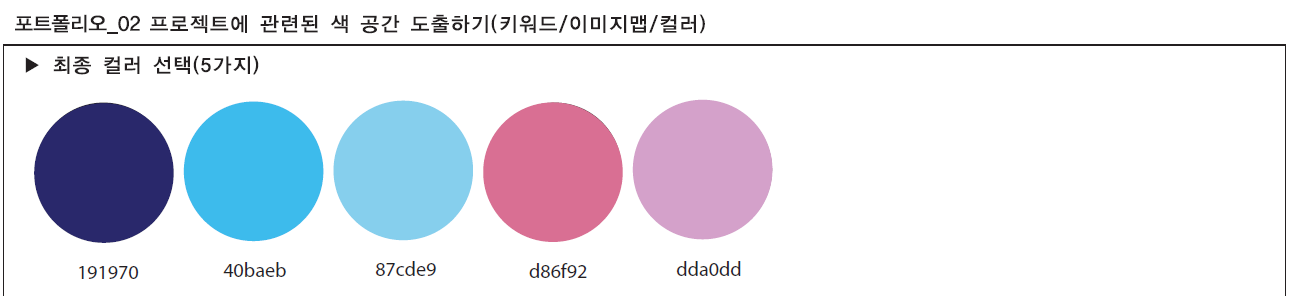 포트폴리오_02 프로젝트에 관련된 색 공간 도출하기(키워드/이미지맵/컬러)
▶ 최종 컬러 선택(5가지)
191970 40baeb 87cde9 d86f92 dda0dd